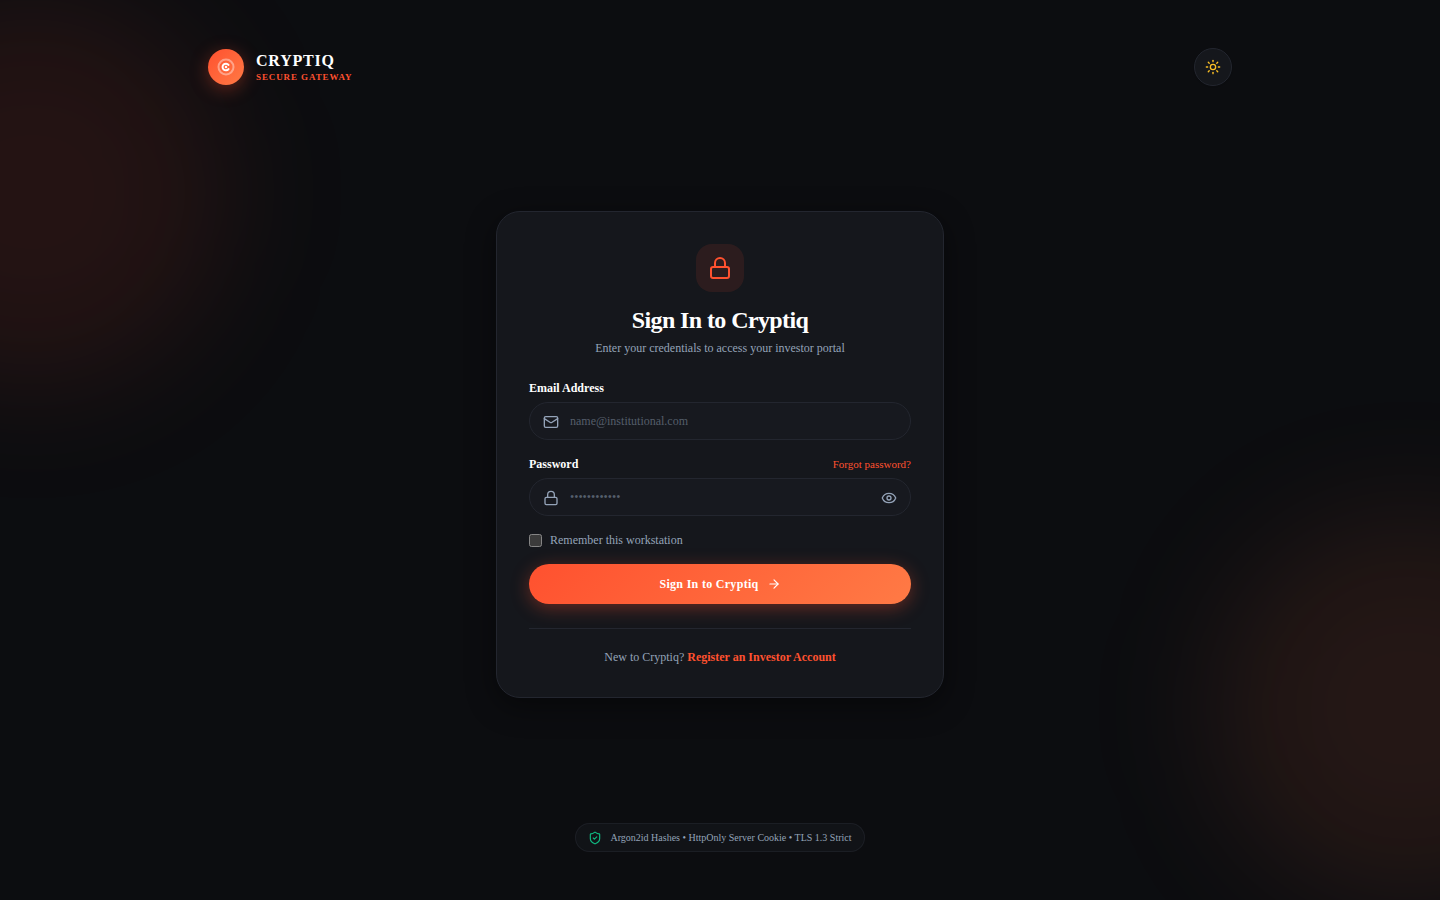 CRYPTIQ
SECURE GATEWAY
Sign In to Cryptiq
Enter your credentials to access your investor portal
Email Address
name@institutional.com
Password Forgot password?
••••••••••••
Remember this workstation
Sign In to Cryptiq
New to Cryptiq? Register an Investor Account
Argon2id Hashes • HttpOnly Server Cookie • TLS 1.3 Strict